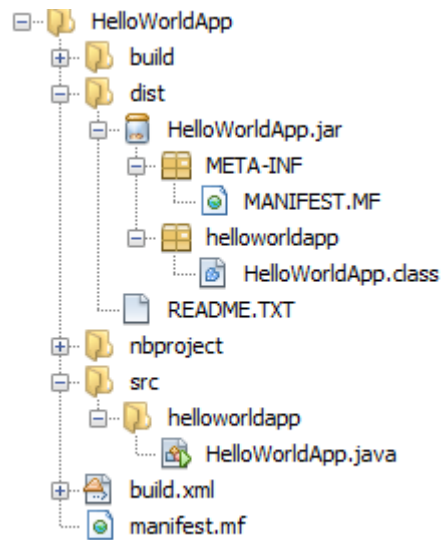 HelloWorldApp
build
dist
HelloWorldApp.jar
META-INF
MANIFEST.MF
helloworldapp
HelloWorldApp.class
README.TXT
nbproject
src
helloworldapp
HelloWorldApp.java
build.xml
manifest.mf